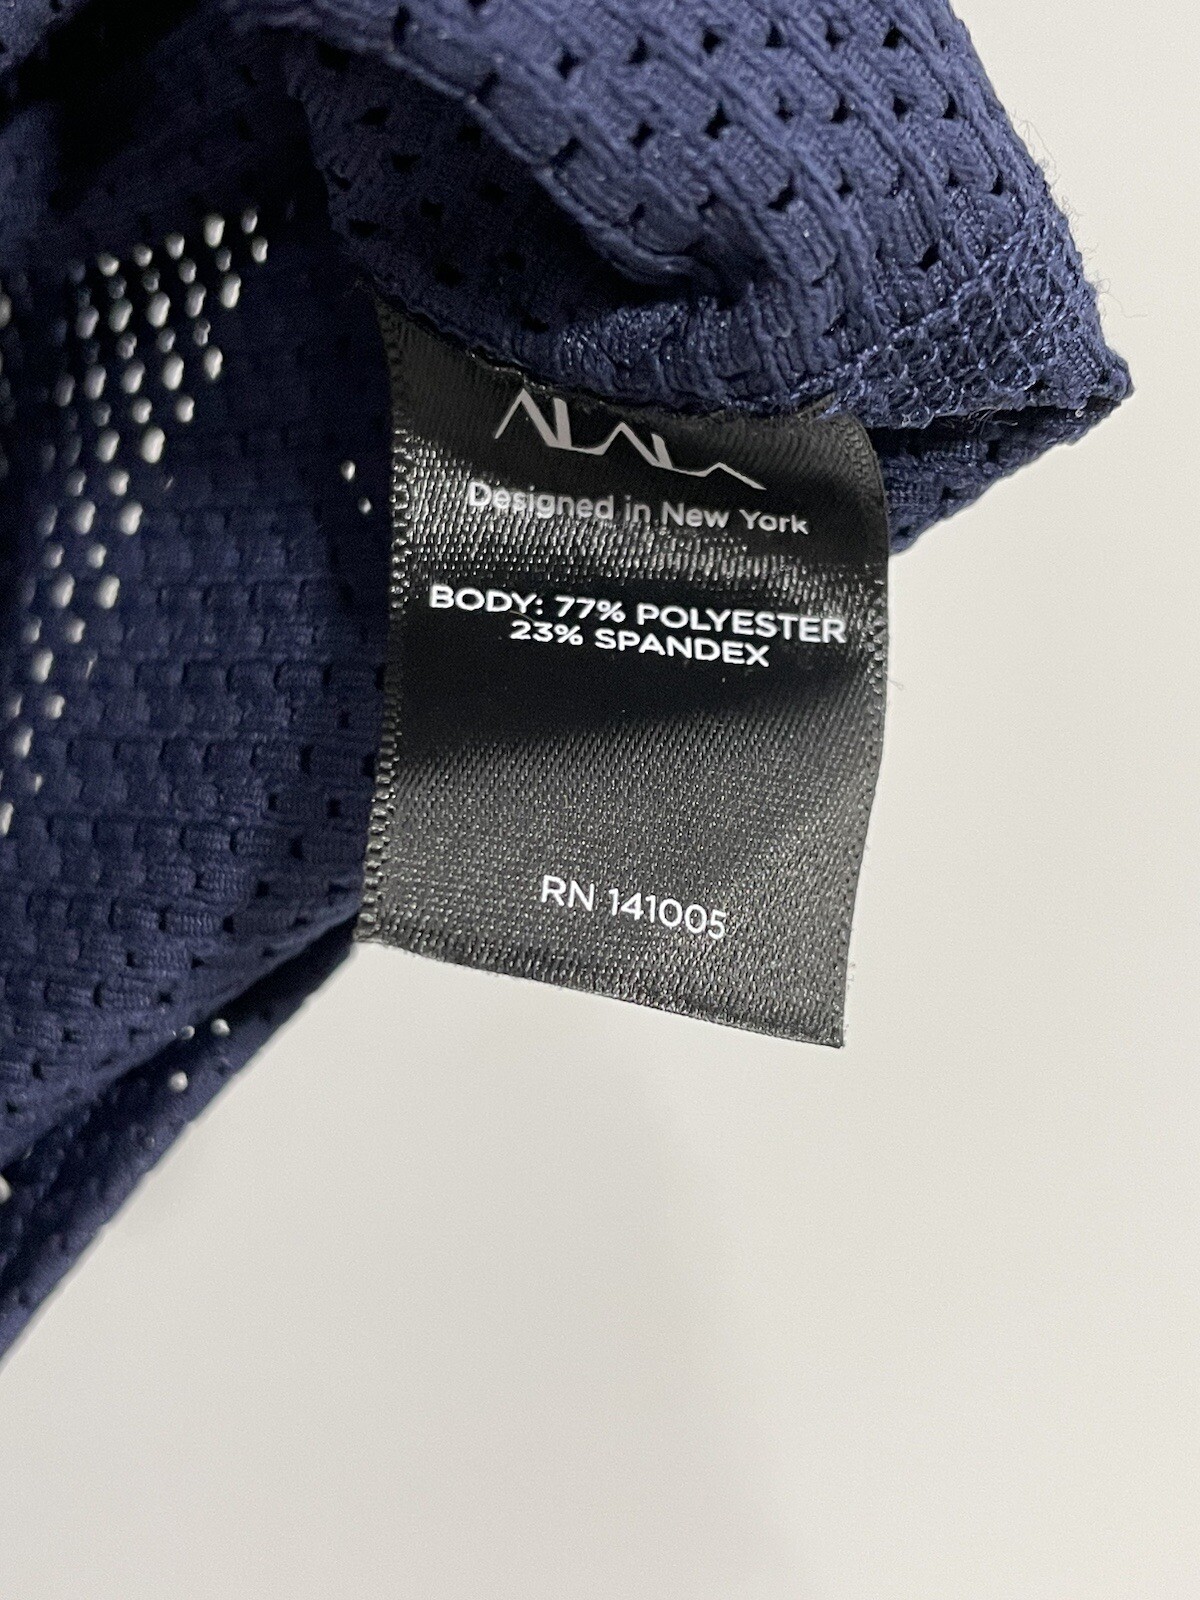 ALALA
Designed in New York
BODY: 77% POLYESTER
23% SPANDEX
RN 141005